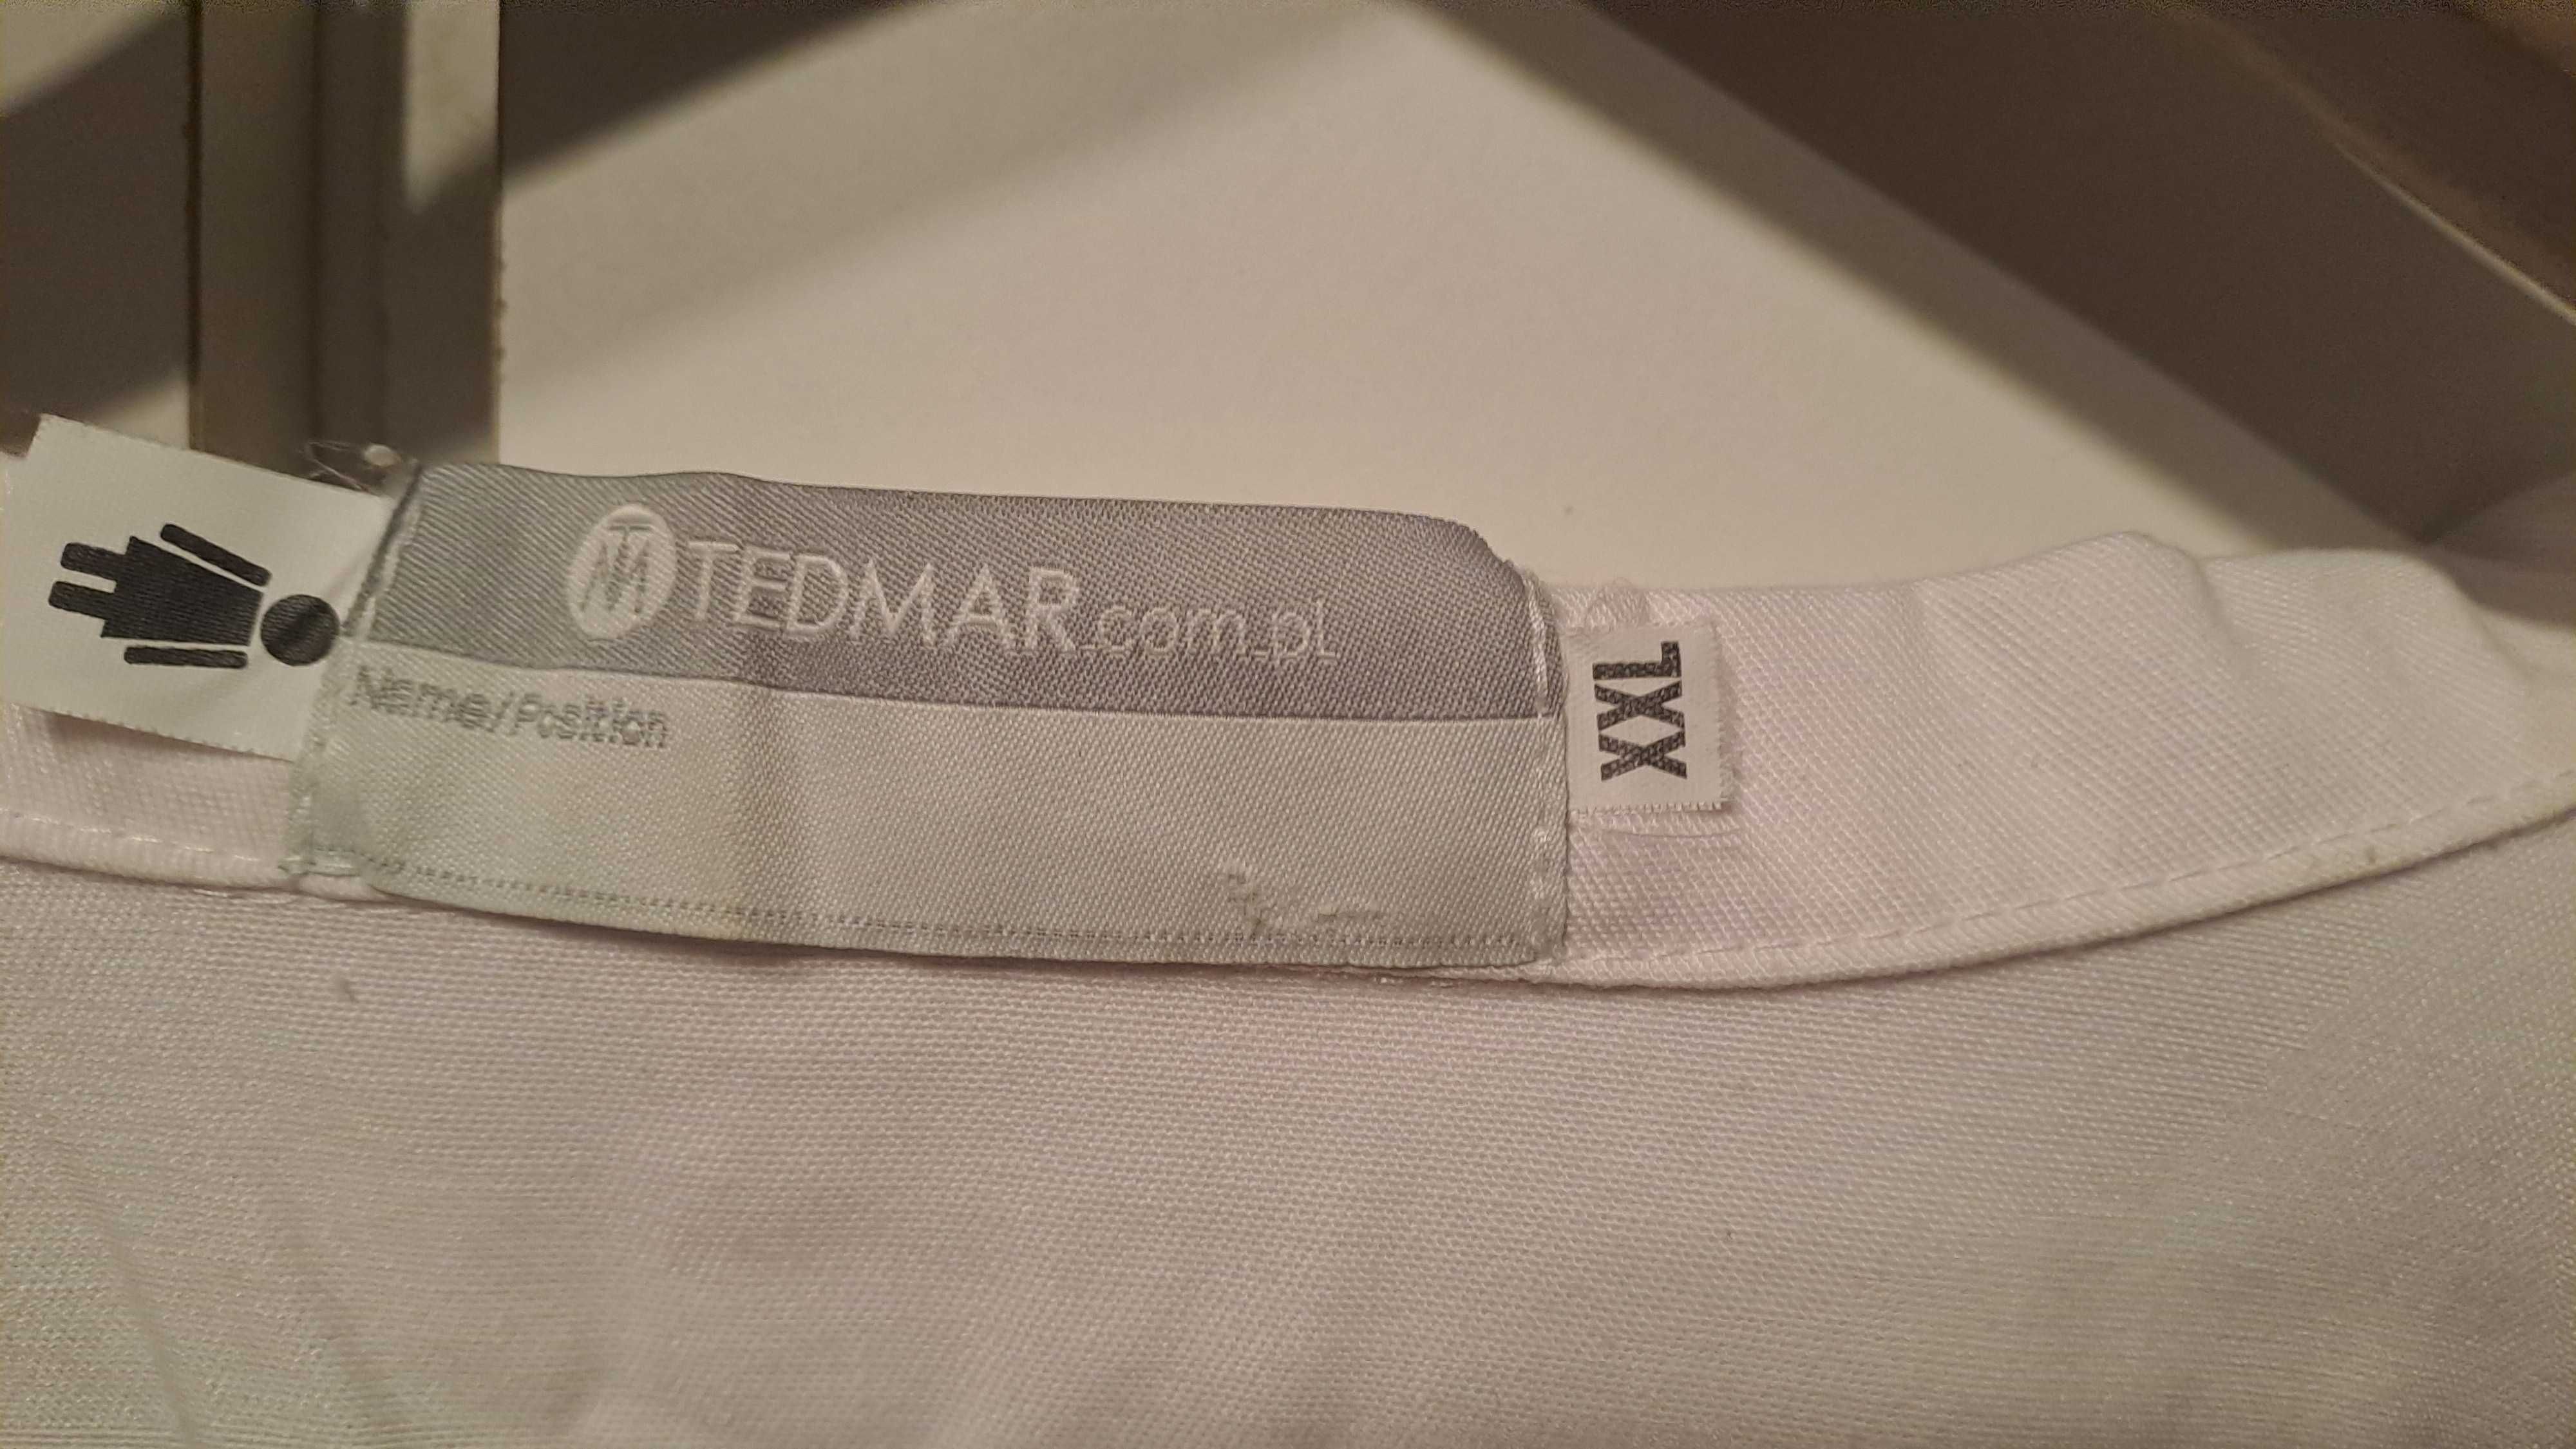 TM TEDMAR.com.pl
Name/Position
XXL